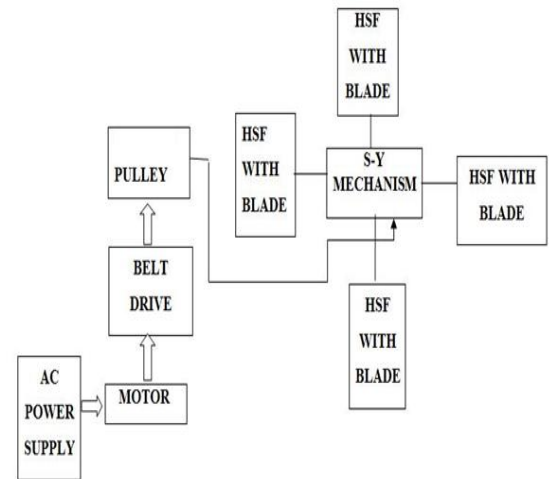 HSF
WITH
BLADE
HSF
WITH
BLADE
S-Y
MECHANISM
HSF WITH
BLADE
PULLEY
BELT
DRIVE
HSF
WITH
BLADE
AC
POWER
SUPPLY
MOTOR